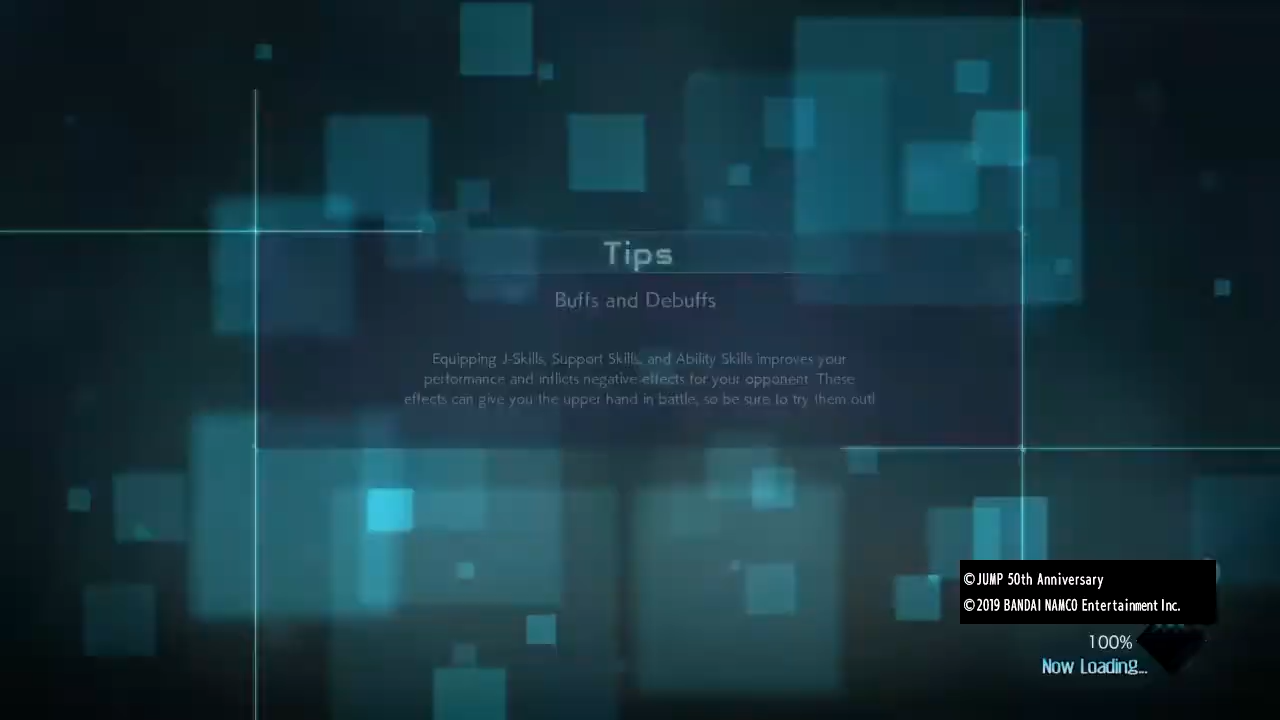 Tips
Buffs and Debuffs
Equipping J-Skills, Support Skills, and Ability Skills improves your
performance and inflicts negative effects for your opponent. These
effects can give you the upper hand in battle, so be sure to try them out!
©JUMP 50th Anniversary
©2019 BANDAI NAMCO Entertainment Inc.
100%
Now Loading...